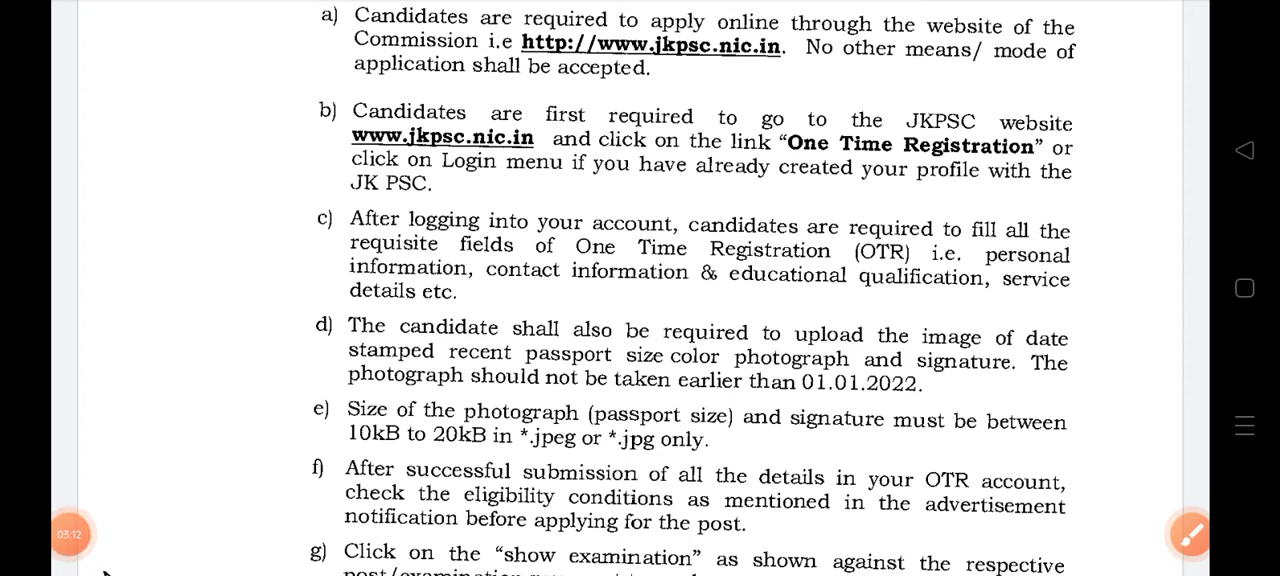 a) Candidates are required to apply online through the website of the
Commission i.e http://www.jkpsc.nic.in. No other means/ mode of
application shall be accepted.
b) Candidates are first required to go to the JKPSC website
www.jkpsc.nic.in and click on the link “One Time Registration” or
click on Login menu if you have already created your profile with the
JK PSC.
c) After logging into your account, candidates are required to fill all the
requisite fields of One Time Registration (OTR) i.e. personal
information, contact information & educational qualification, service
details etc.
d) The candidate shall also be required to upload the image of date
stamped recent passport size color photograph and signature. The
photograph should not be taken earlier than 01.01.2022.
e) Size of the photograph (passport size) and signature must be between
10kB to 20kB in *.jpeg or *.jpg only.
f) After successful submission of all the details in your OTR account,
check the eligibility conditions as mentioned in the advertisement
notification before applying for the post.
03:12
g) Click on the “show examination” as shown against the respective
post/examination